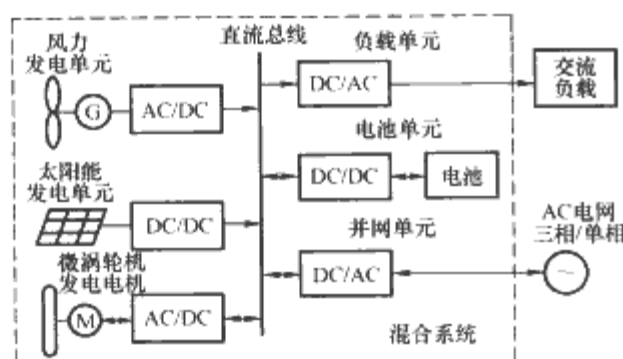 风力
发电单元
G
AC/DC
太阳能
发电单元
DC/DC
微涡轮机
发电电机
M
AC/DC
直流总线
负载单元
DC/AC
交流
负载
电池单元
DC/DC
电池
并网单元
DC/AC
AC电网
三相/单相
~
混合系统